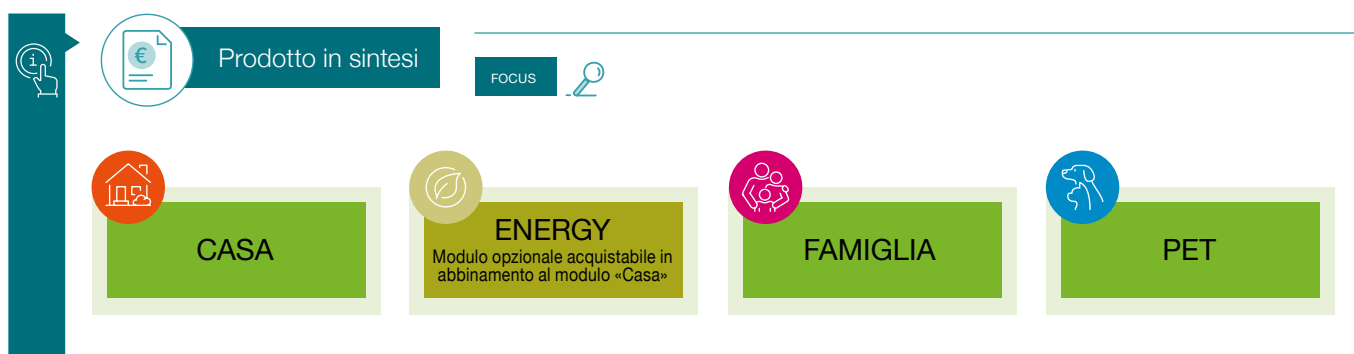 Prodotto in sintesi
FOCUS
CASA
ENERGY
Modulo opzionale acquistabile in
abbinamento al modulo «Casa»
FAMIGLIA
PET